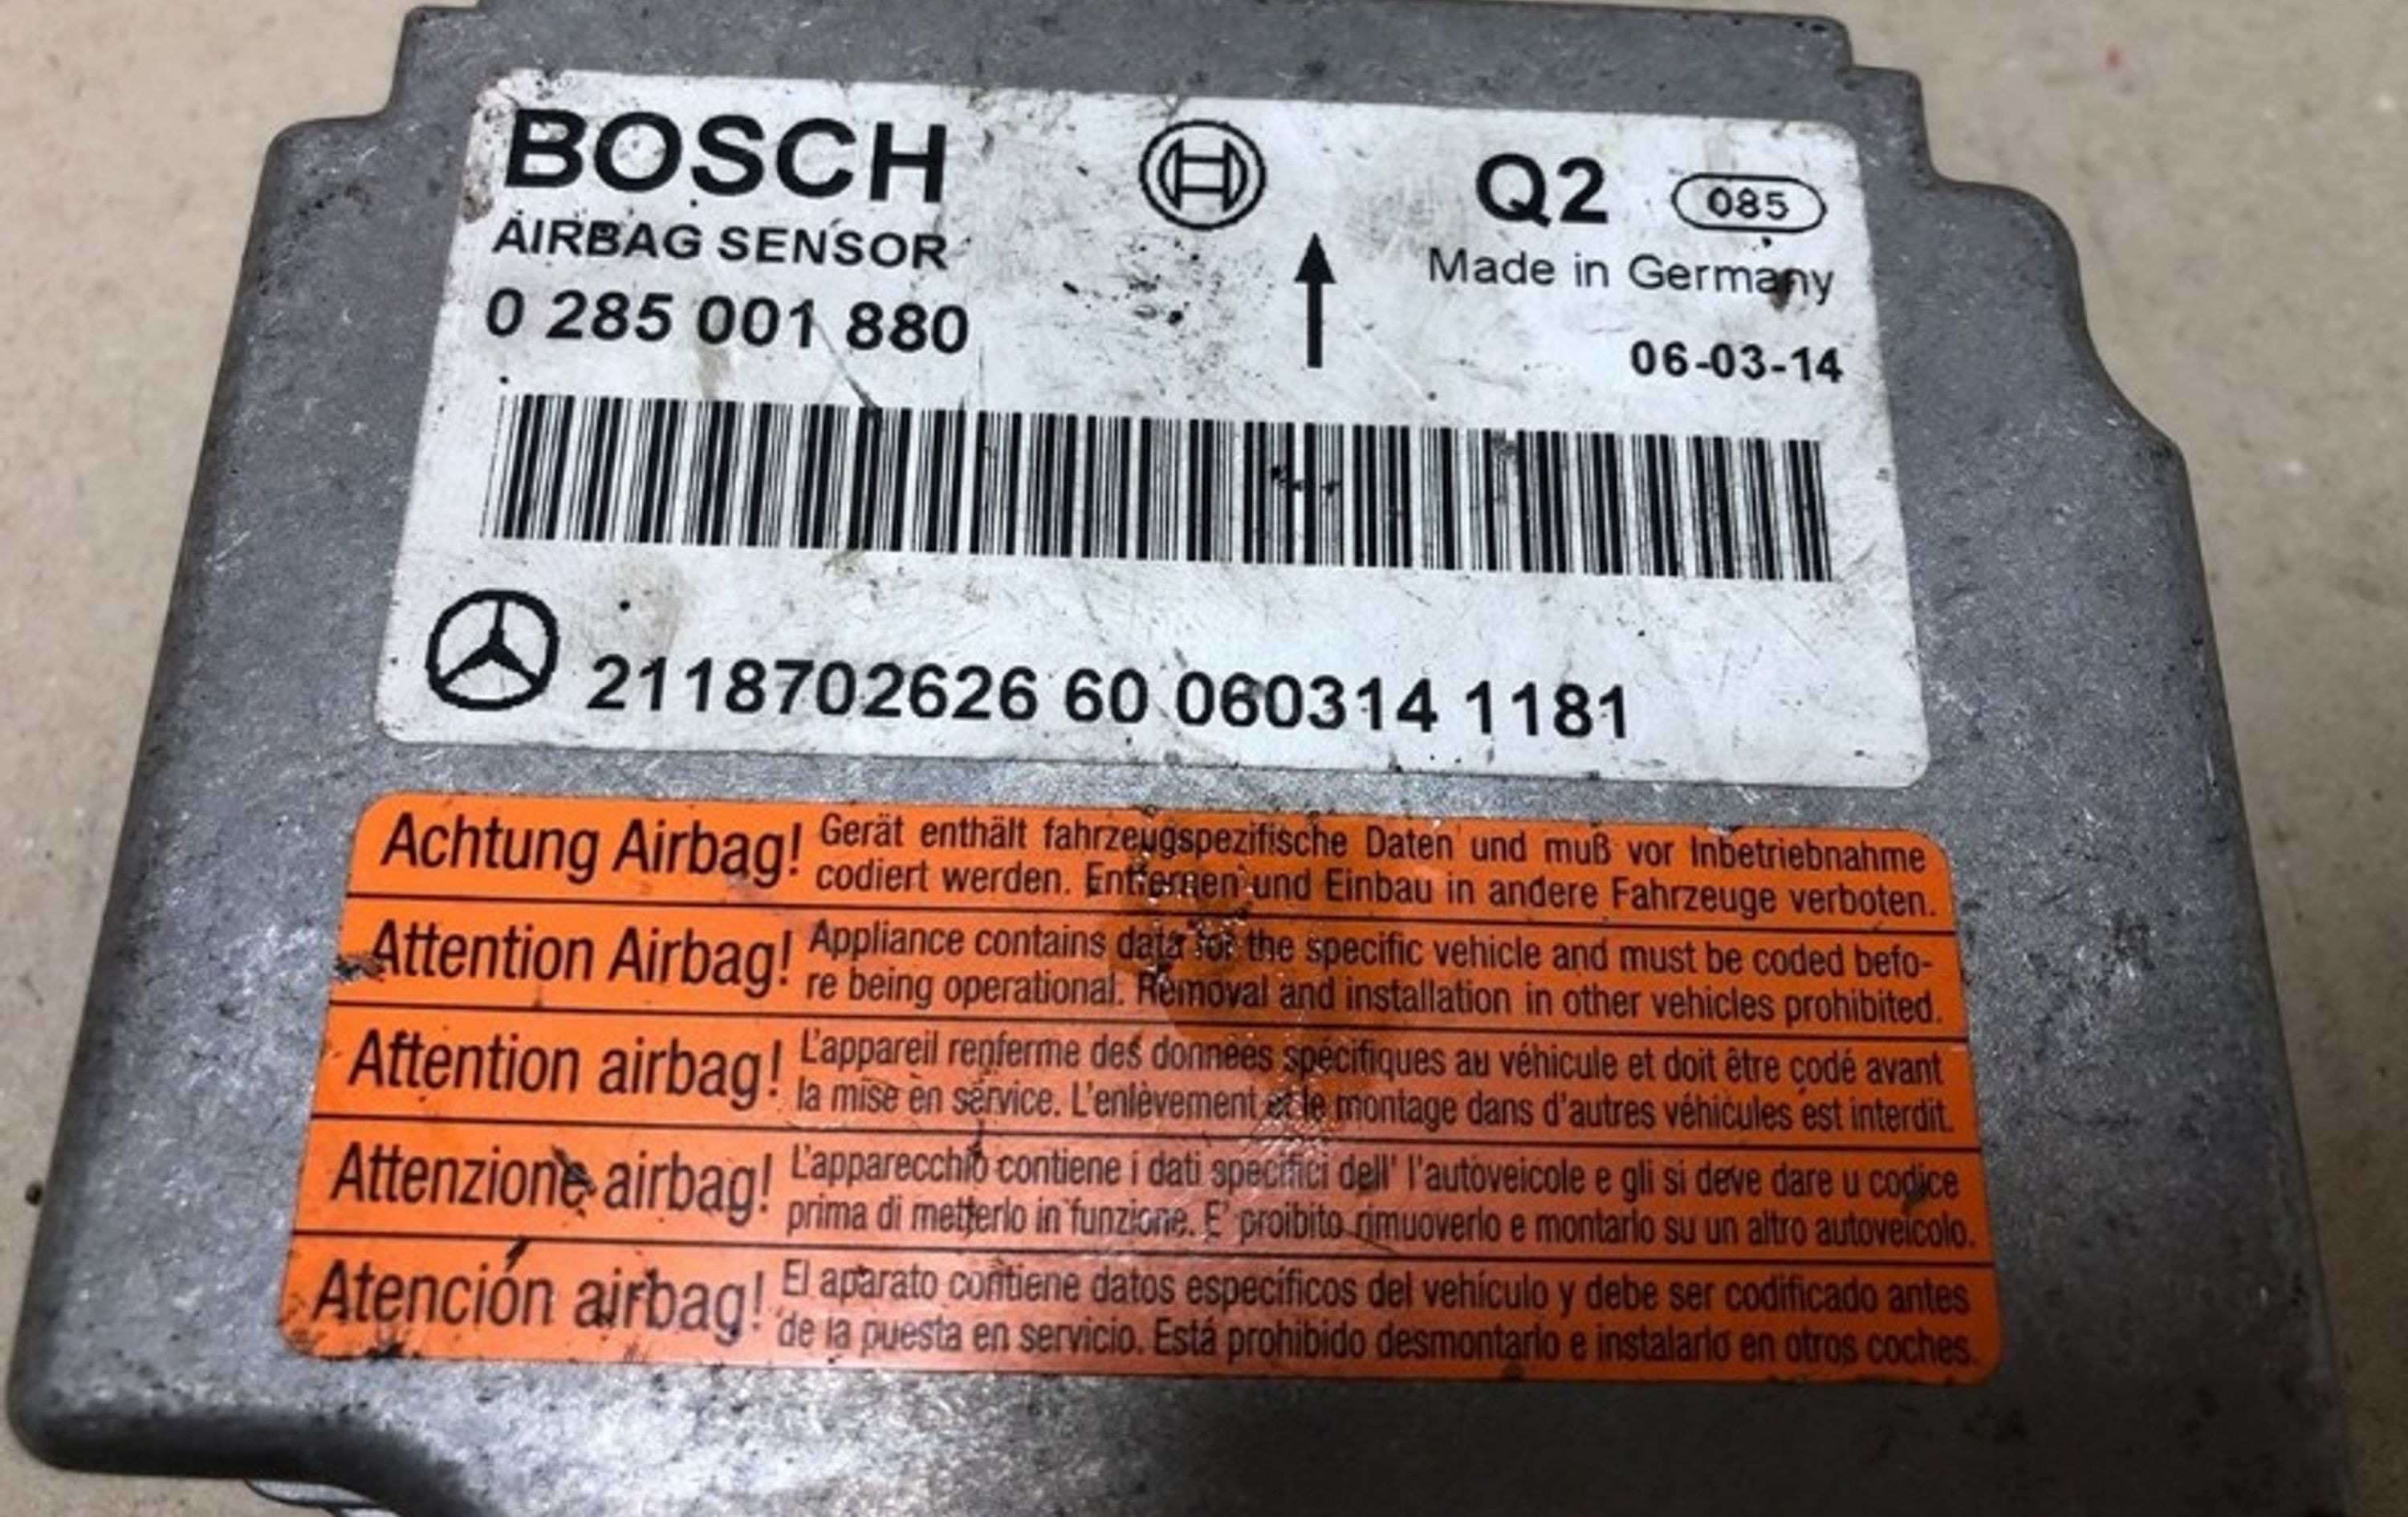 BOSCH
Q2 085
AIRBAG SENSOR
Made in Germany
0 285 001 880
06-03-14
2118702626 60 060314 1181
Achtung Airbag! Gerät enthält fahrzeugspezifische Daten und muß vor Inbetriebnahme
codiert werden. Entfernen und Einbau in andere Fahrzeuge verboten.
Attention Airbag! Appliance contains data for the specific vehicle and must be coded befo-
re being operational. Removal and installation in other vehicles prohibited.
Attention airbag! L'appareil renferme des données spécifiques au véhicule et doit être codé avant
la mise en service. L'enlèvement et le montage dans d'autres véhicules est interdit.
Attenzione airbag! L'apparecchio contiene i dati specifici dell' l'autoveicole e gli si deve dare u codice
prima di metterlo in funzione. E' proibito rimuoverlo e montarlo su un altro autoveicolo.
Atención airbag! El aparato contiene datos específicos del vehículo y debe ser codificado antes
de la puesta en servicio. Está prohibido desmontarlo e instalarlo en otros coches.